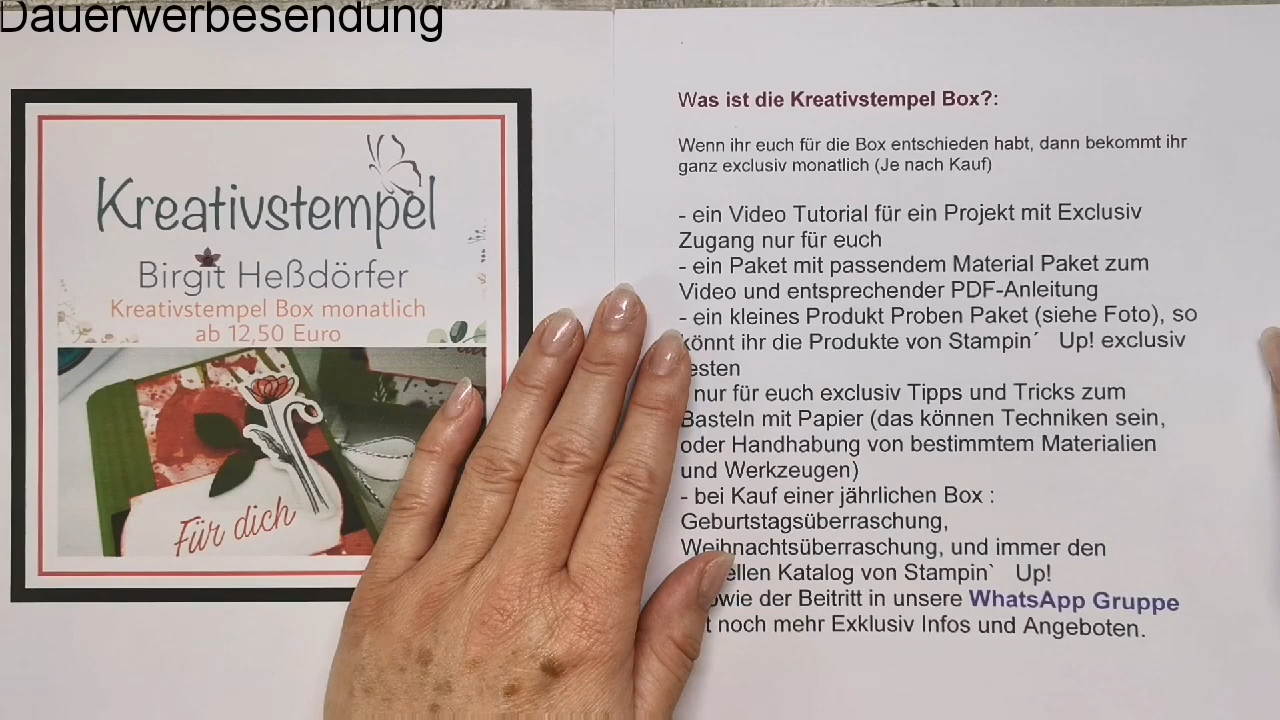 Dauerwerbesendung
Kreativstempel
Birgit Heßdörfer
Kreativstempel Box monatlich
ab 12,50 Euro
Für dich
Was ist die Kreativstempel Box?:
Wenn ihr euch für die Box entschieden habt, dann bekommt ihr
ganz exclusiv monatlich (Je nach Kauf)
- ein Video Tutorial für ein Projekt mit Exclusiv
Zugang nur für euch
- ein Paket mit passendem Material Paket zum
Video und entsprechender PDF-Anleitung
- ein kleines Produkt Proben Paket (siehe Foto), so
könnt ihr die Produkte von Stampin´ Up! exclusiv
testen
nur für euch exclusiv Tipps und Tricks zum
Basteln mit Papier (das können Techniken sein,
oder Handhabung von bestimmtem Materialien
und Werkzeugen)
- bei Kauf einer jährlichen Box :
Geburtstagsüberraschung,
Weihnachtsüberraschung, und immer den
Katalog von Stampin` Up!
der Beitritt in unsere WhatsApp Gruppe
noch mehr Exklusiv Infos und Angeboten.